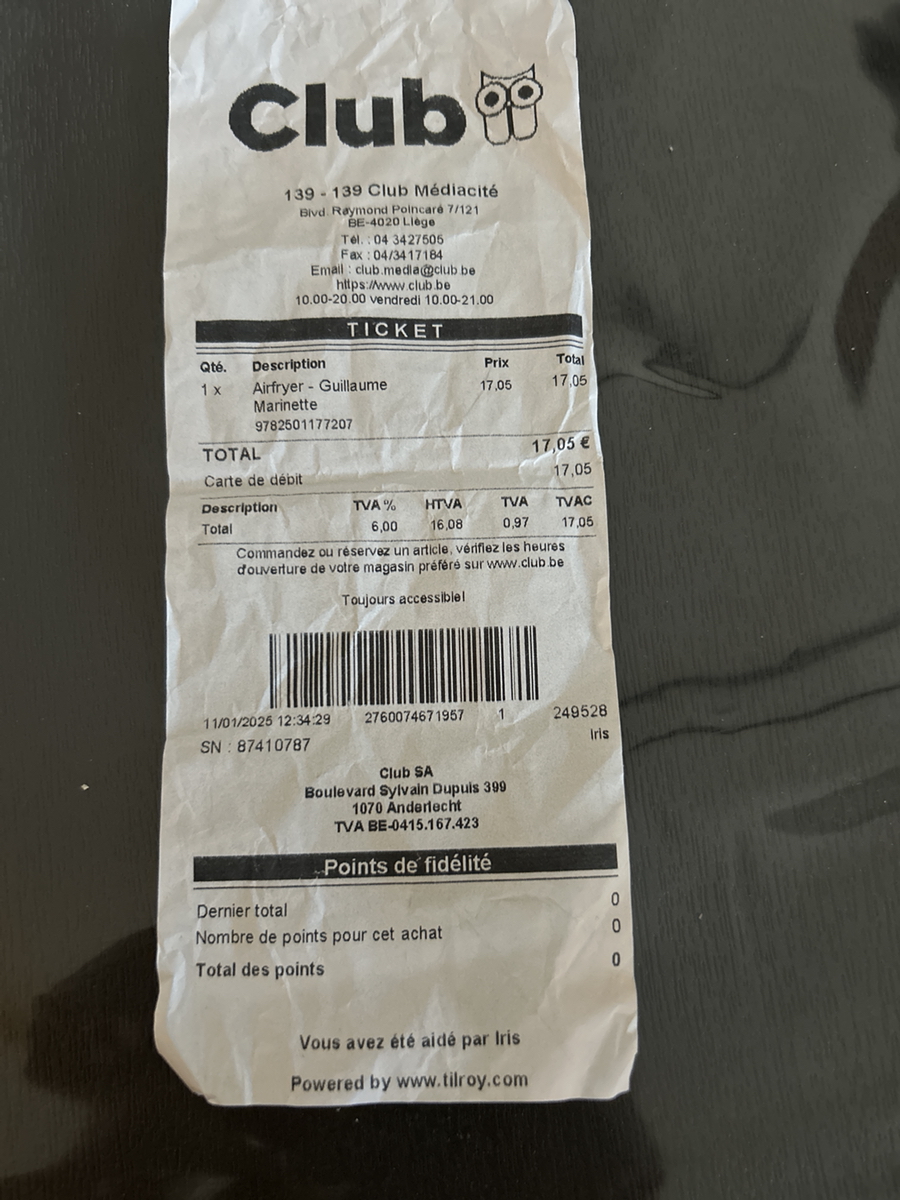 Club
139 - 139 Club Médiacité
Blvd. Raymond Poincaré 7/121
BE-4020 Liège
Tél. : 04 3427505
Fax : 04/3417184
Email : club.media@club.be
https://www.club.be
10.00-20.00 vendredi 10.00-21.00
TICKET
Qté. Description Prix Total
1 x Airfryer - Guillaume 17,05 17,05
Marinette
9782501177207
TOTAL 17,05 €
Carte de débit 17,05
Description TVA % HTVA TVA TVAC
Total 6,00 16,08 0,97 17,05
Commandez ou réservez un article, vérifiez les heures
d'ouverture de votre magasin préféré sur www.club.be
Toujours accessible!
11/01/2025 12:34:29 2760074671957 1 249528
SN : 87410787 Iris
Club SA
Boulevard Sylvain Dupuis 399
1070 Anderlecht
TVA BE-0415.167.423
Points de fidélité
Dernier total 0
Nombre de points pour cet achat 0
Total des points 0
Vous avez été aidé par Iris
Powered by www.tilroy.com